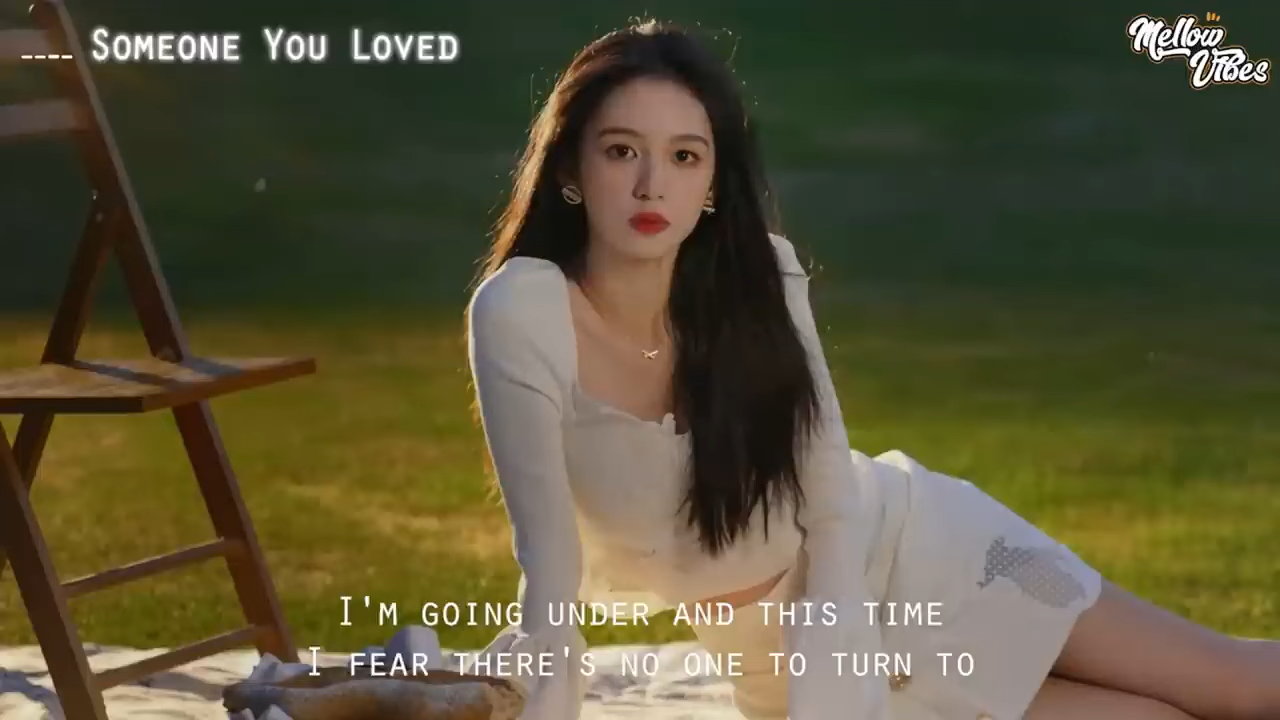 ____ Someone You Loved
Mellow
Vibes
I'M GOING UNDER AND THIS TIME
I FEAR THERE'S NO ONE TO TURN TO